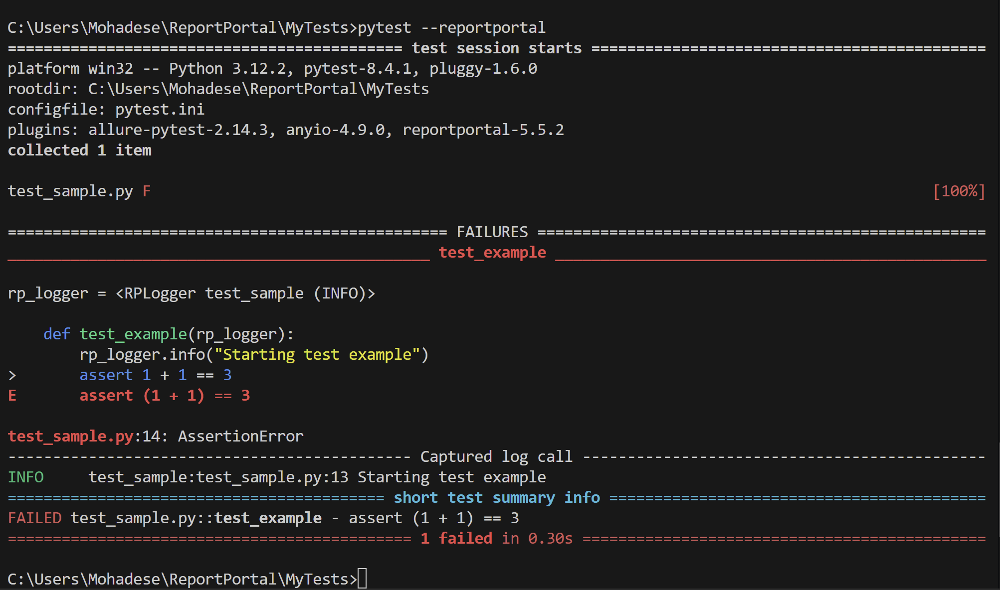 C:\Users\Mohadese\ReportPortal\MyTests>pytest --reportportal
============================================ test session starts ============================================
platform win32 -- Python 3.12.2, pytest-8.4.1, pluggy-1.6.0
rootdir: C:\Users\Mohadese\ReportPortal\MyTests
configfile: pytest.ini
plugins: allure-pytest-2.14.3, anyio-4.9.0, reportportal-5.5.2
collected 1 item
test_sample.py F [100%]
================================================= FAILURES ==================================================
_______________________________________________ test_example ________________________________________________
rp_logger = <RPLogger test_sample (INFO)>
    def test_example(rp_logger):
        rp_logger.info("Starting test example")
>       assert 1 + 1 == 3
E       assert (1 + 1) == 3
test_sample.py:14: AssertionError
--------------------------------------------- Captured log call ---------------------------------------------
INFO     test_sample:test_sample.py:13 Starting test example
========================================== short test summary info ==========================================
FAILED test_sample.py::test_example - assert (1 + 1) == 3
============================================= 1 failed in 0.30s =============================================
C:\Users\Mohadese\ReportPortal\MyTests>